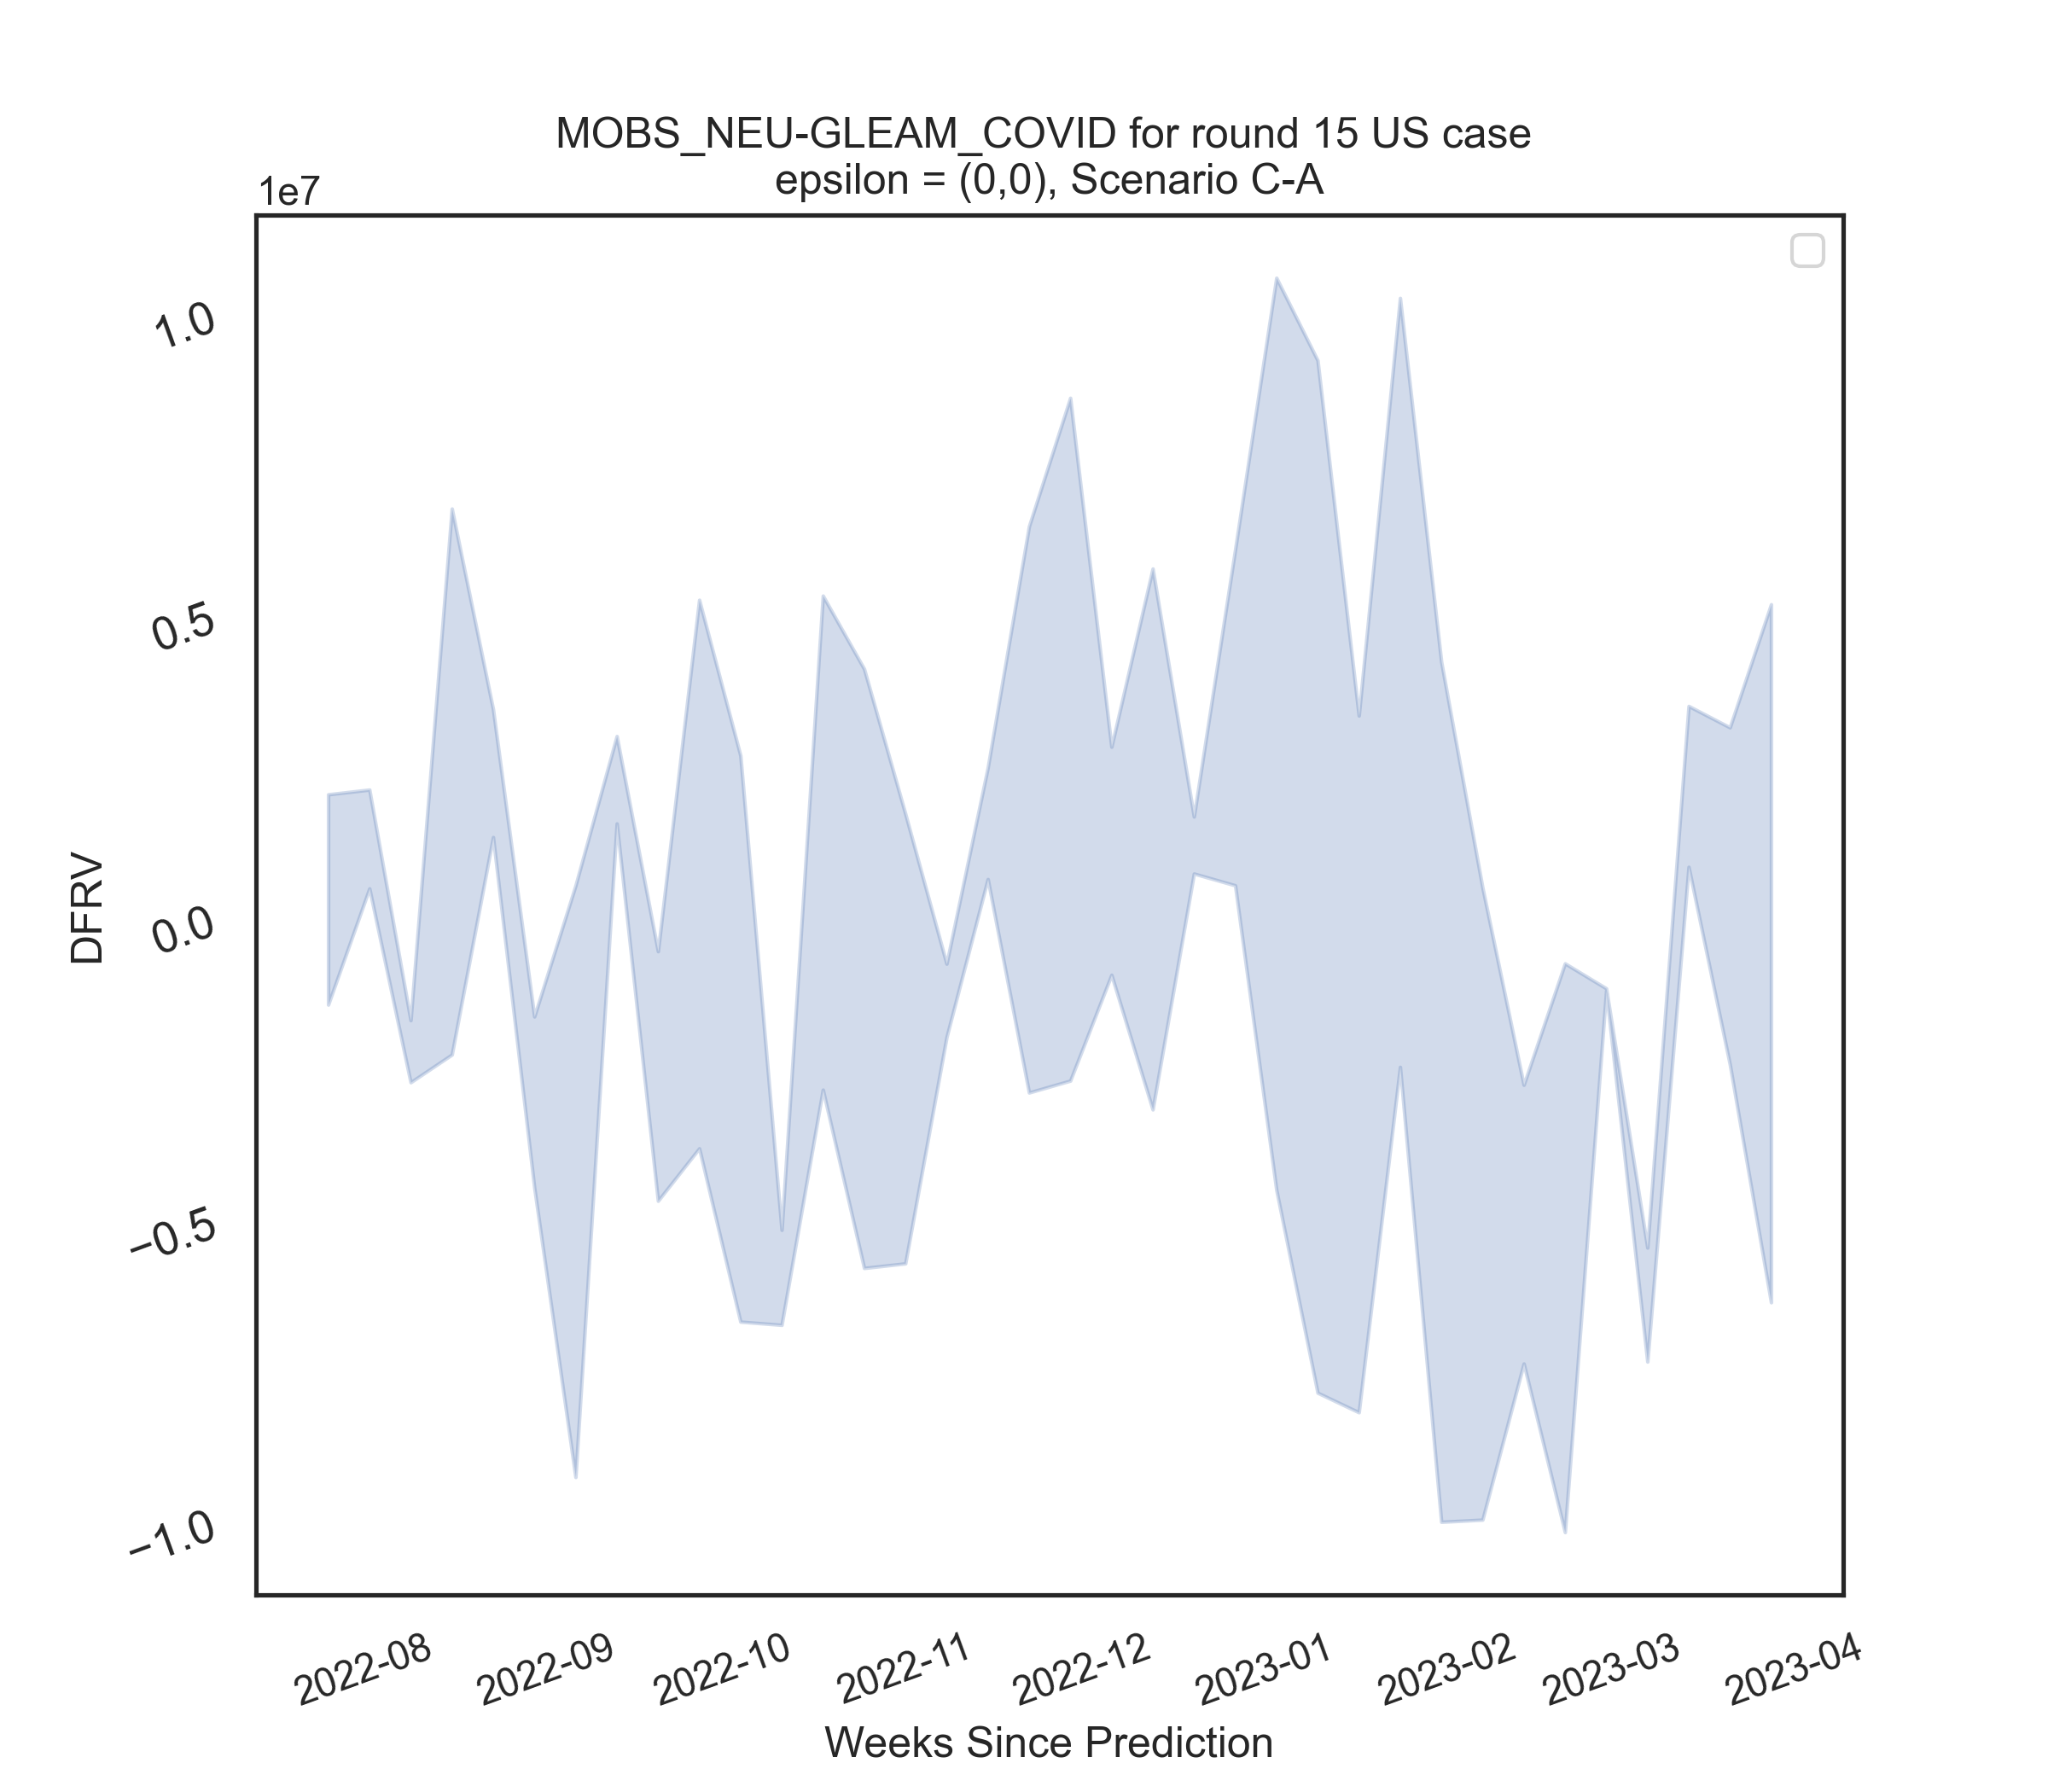 MOBS_NEU-GLEAM_COVID for round 15 US case
epsilon = (0,0), Scenario C-A
1e7
1.0
0.5
0.0
−0.5
−1.0
DFRV
2022-08
2022-09
2022-10
2022-11
2022-12
2023-01
2023-02
2023-03
2023-04
Weeks Since Prediction